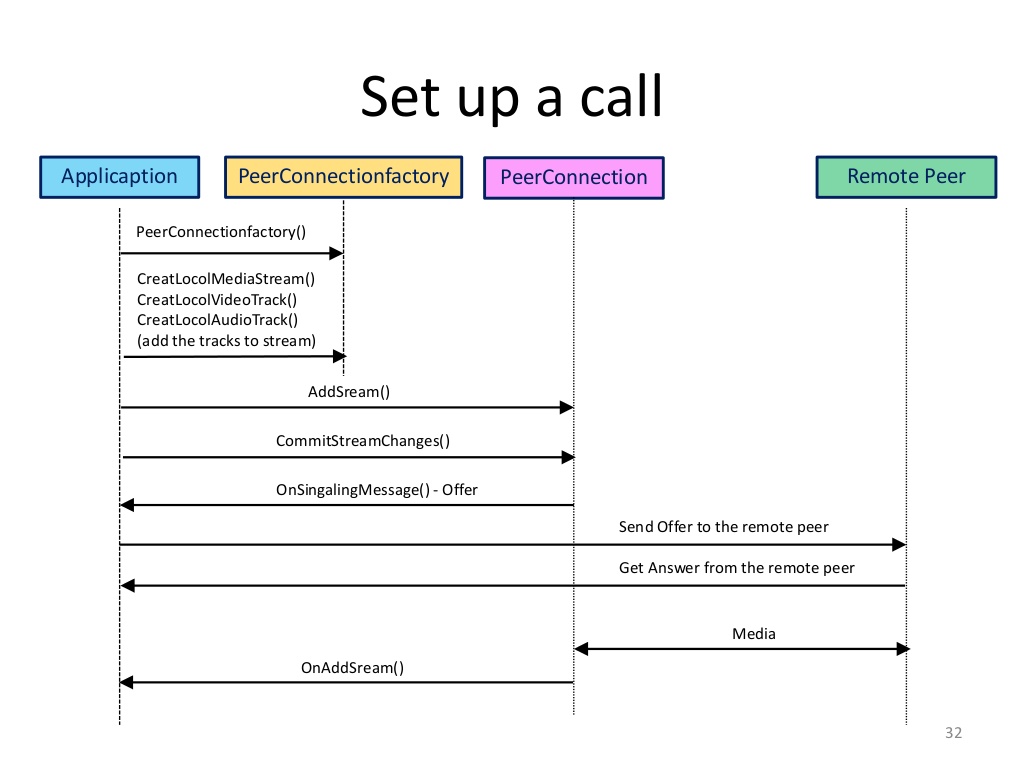 Set up a call
Applicaption
PeerConnectionfactory
PeerConnection
Remote Peer
PeerConnectionfactory()
CreatLocolMediaStream()
CreatLocolVideoTrack()
CreatLocolAudioTrack()
(add the tracks to stream)
AddSream()
CommitStreamChanges()
OnSingalingMessage() - Offer
Send Offer to the remote peer
Get Answer from the remote peer
Media
OnAddSream()
32